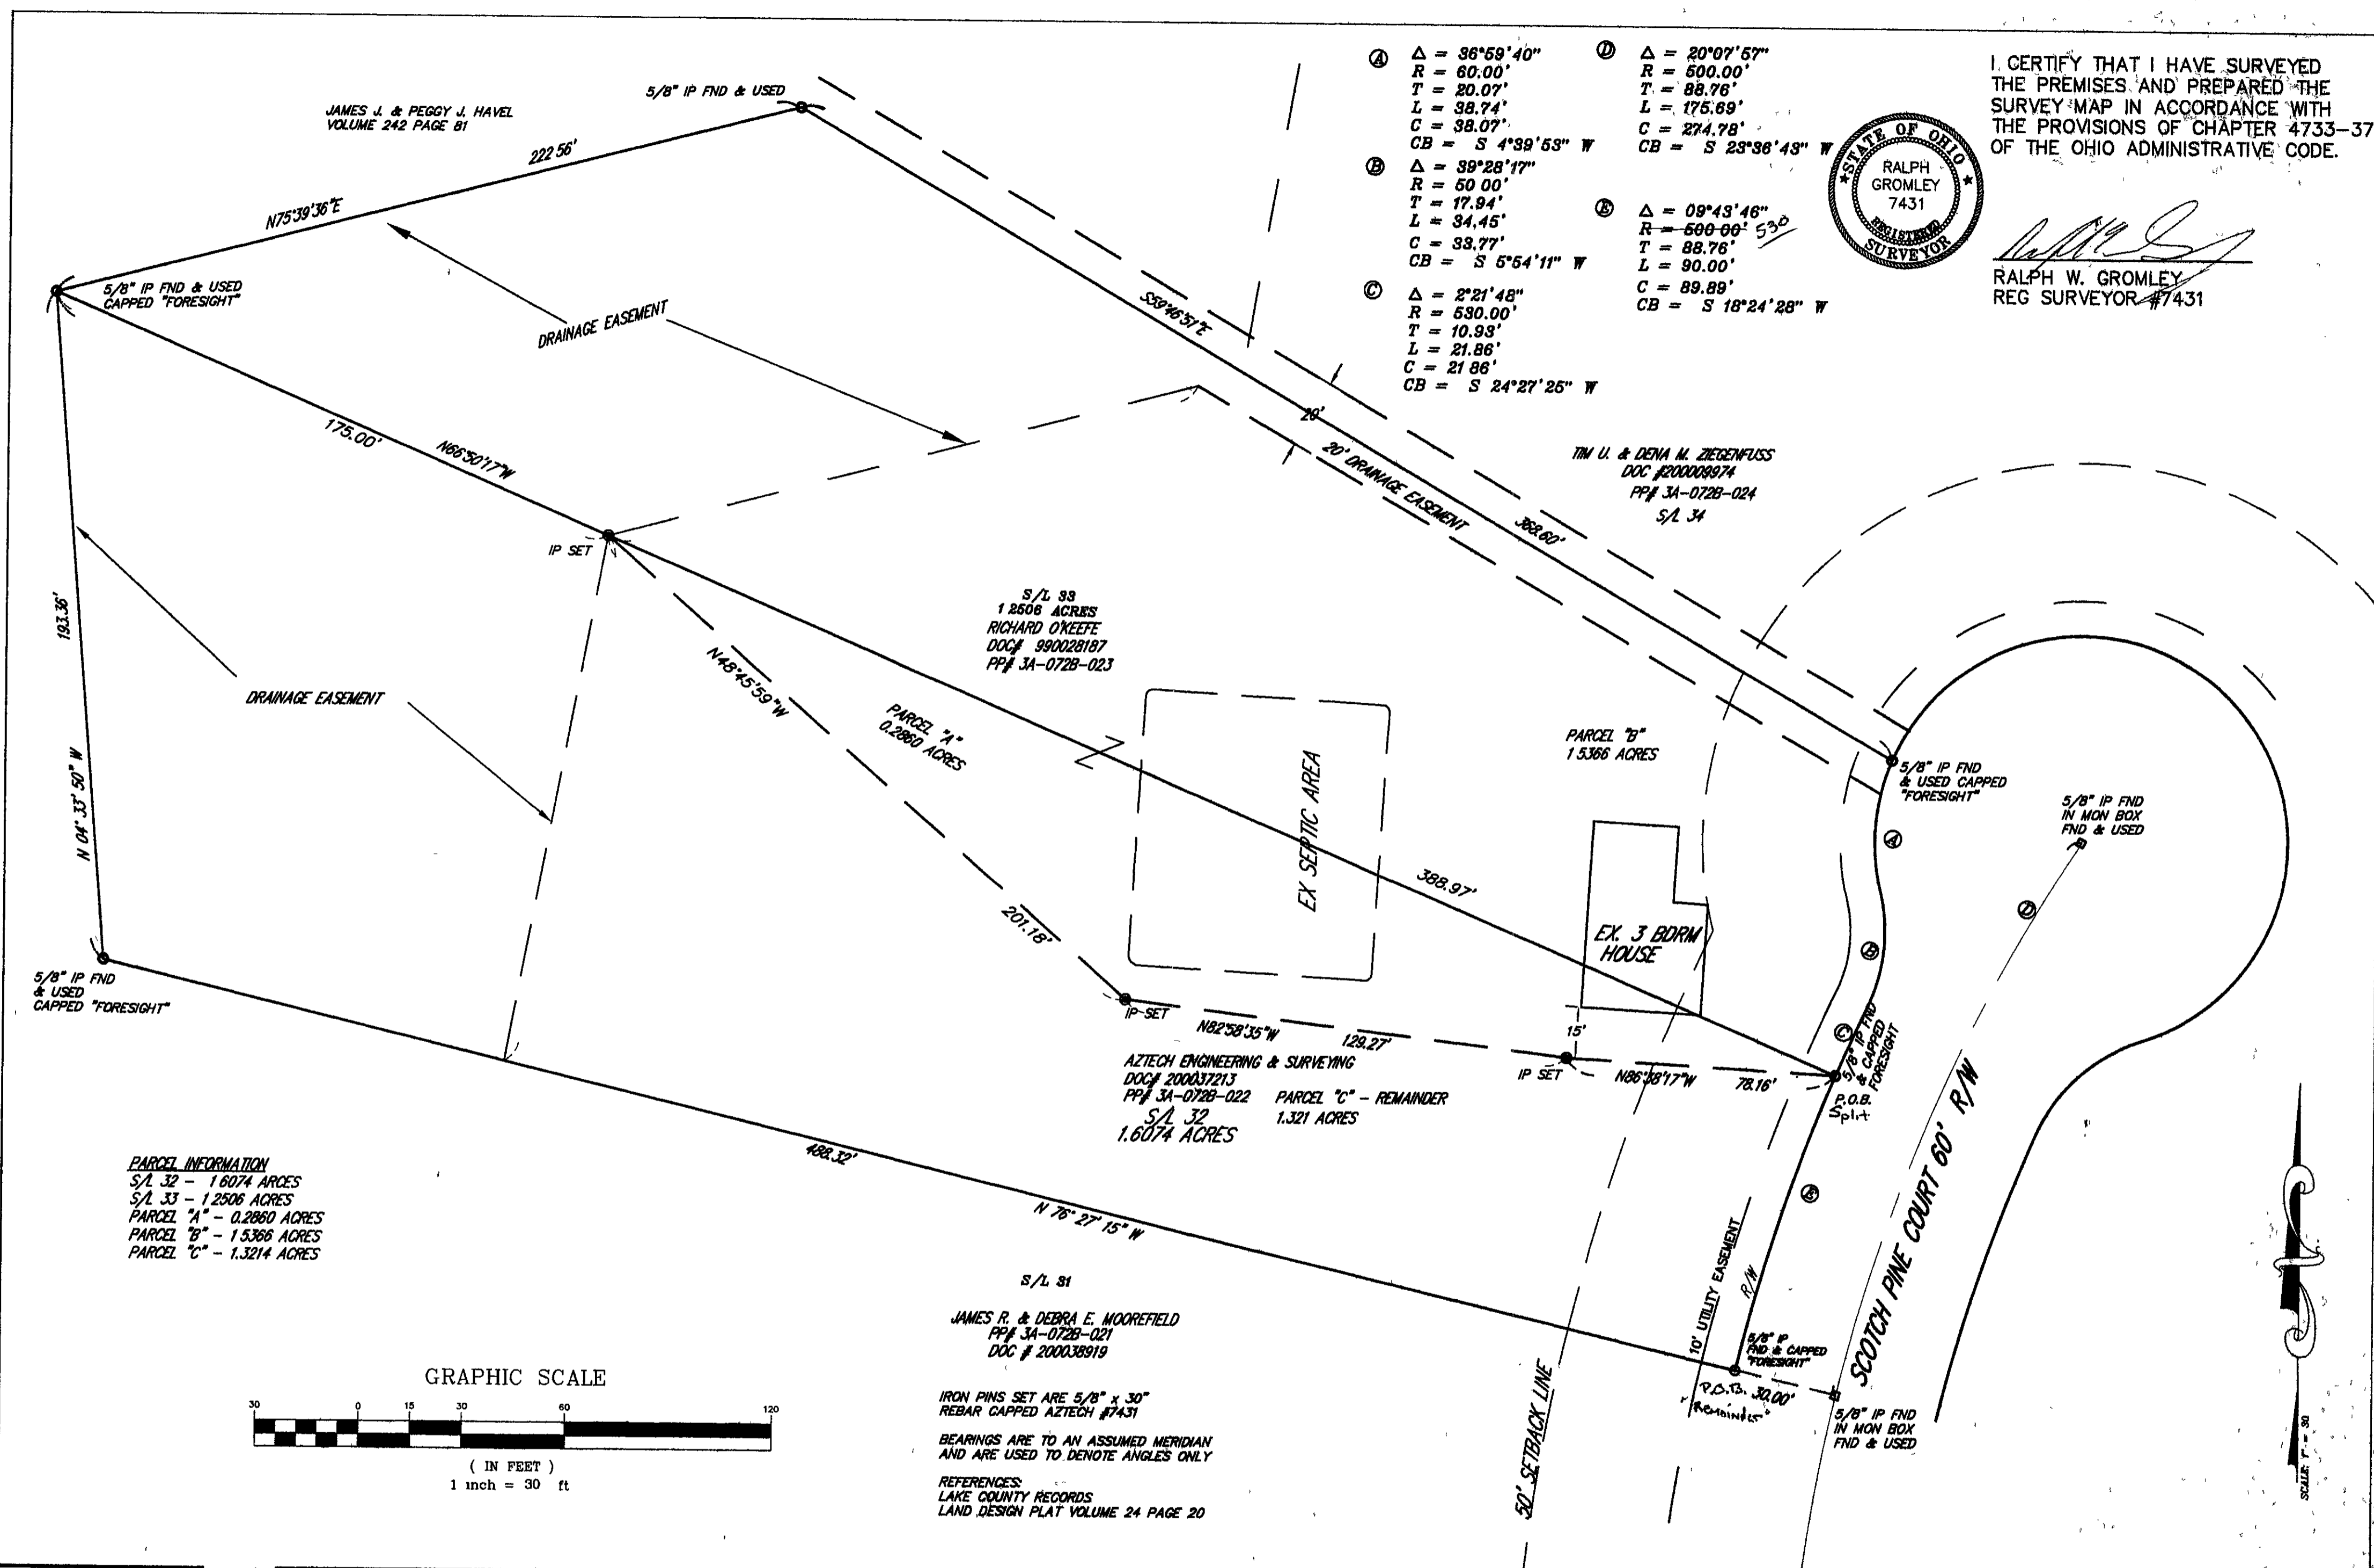 JAMES J. & PEGGY J. HAVEL
VOLUME 242 PAGE 81
5/8" IP FND & USED
222 56'
N75°39'36"E
5/8" IP FND & USED
CAPPED "FORESIGHT"
DRAINAGE EASEMENT
S59°46'51"E
Ⓐ Δ = 36°59'40"
R = 60.00'
T = 20.07'
L = 38.74'
C = 38.07'
CB = S 4°39'53" W
Ⓑ Δ = 39°28'17"
R = 50 00'
T = 17.94'
L = 34.45'
C = 33.77'
CB = S 5°54'11" W
Ⓒ Δ = 2°21'48"
R = 530.00'
T = 10.93'
L = 21.86'
C = 21 86'
CB = S 24°27'25" W
Ⓓ Δ = 20°07'57"
R = 500.00'
T = 88.76'
L = 175.69'
C = 274.78'
CB = S 23°36'43" W
Ⓔ Δ = 09°43'46"
R = 500 00' 530
T = 88.76'
L = 90.00'
C = 89.89'
CB = S 18°24'28" W
STATE OF OHIO
RALPH
GROMLEY
7431
REGISTERED
SURVEYOR
I CERTIFY THAT I HAVE SURVEYED
THE PREMISES AND PREPARED THE
SURVEY MAP IN ACCORDANCE WITH
THE PROVISIONS OF CHAPTER 4733-37
OF THE OHIO ADMINISTRATIVE CODE.
RALPH W. GROMLEY
REG SURVEYOR #7431
175.00'
N66°50'17"W
20'
20' DRAINAGE EASEMENT
368.60'
TIM U. & DENA M. ZIEGENFUSS
DOC #200009974
PP# 3A-072B-024
S/L 34
IP SET
193.36'
N 04° 33' 50" W
DRAINAGE EASEMENT
S/L 33
1 2506 ACRES
RICHARD O'KEEFE
DOC# 990028187
PP# 3A-072B-023
N48°45'59"W
201.18'
PARCEL "A"
0.2860 ACRES
EX SEPTIC AREA
388.97'
PARCEL "B"
1 5366 ACRES
EX. 3 BDRM
HOUSE
5/8" IP FND
& USED CAPPED
"FORESIGHT"
5/8" IP FND
IN MON BOX
FND & USED
Ⓐ
Ⓑ
Ⓒ
Ⓓ
Ⓔ
5/8" IP FND
& USED
CAPPED "FORESIGHT"
IP SET
N82°58'35"W
129.27'
15'
IP SET
N86°38'17"W
78.16'
5/8" IP FND
& CAPPED
FORESIGHT
P.O.B.
Split
AZTECH ENGINEERING & SURVEYING
DOC# 200037213
PP# 3A-072B-022
S/L 32
1.6074 ACRES
PARCEL "C" - REMAINDER
1.321 ACRES
488.32'
N 76° 27' 15" W
PARCEL INFORMATION
S/L 32 - 1 6074 ARCES
S/L 33 - 1 2506 ACRES
PARCEL "A" - 0.2860 ACRES
PARCEL "B" - 1 5366 ACRES
PARCEL "C" - 1.3214 ACRES
S/L 31
JAMES R. & DEBRA E. MOOREFIELD
PP# 3A-072B-021
DOC # 200038919
10' UTILITY EASEMENT
R/W
SCOTCH PINE COURT 60' R/W
5/8" IP
FND & CAPPED
"FORESIGHT"
P.O.B. 30.00'
"Remainder"
5/8" IP FND
IN MON BOX
FND & USED
50' SETBACK LINE
GRAPHIC SCALE
30 0 15 30 60 120
( IN FEET )
1 inch = 30 ft
IRON PINS SET ARE 5/8" x 30"
REBAR CAPPED AZTECH #7431
BEARINGS ARE TO AN ASSUMED MERIDIAN
AND ARE USED TO DENOTE ANGLES ONLY
REFERENCES:
LAKE COUNTY RECORDS
LAND DESIGN PLAT VOLUME 24 PAGE 20
SCALE: 1" = 30